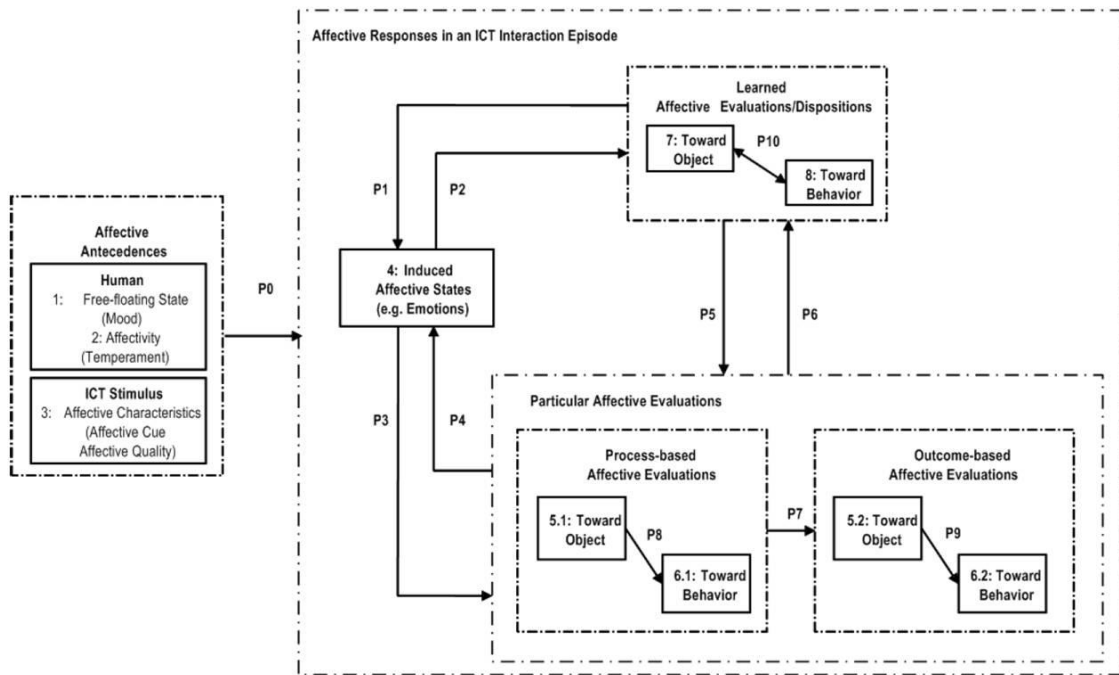 Affective Responses in an ICT Interaction Episode
Learned
Affective Evaluations/Dispositions
7: Toward
Object
P10
8: Toward
Behavior
P1
P2
Affective
Antecedences
Human
1: Free-floating State
(Mood)
2: Affectivity
(Temperament)
ICT Stimulus
3: Affective Characteristics
(Affective Cue
Affective Quality)
P0
4: Induced
Affective States
(e.g. Emotions)
P5
P6
P3
P4
Particular Affective Evaluations
Process-based
Affective Evaluations
5.1: Toward
Object
P8
6.1: Toward
Behavior
P7
Outcome-based
Affective Evaluations
5.2: Toward
Object
P9
6.2: Toward
Behavior